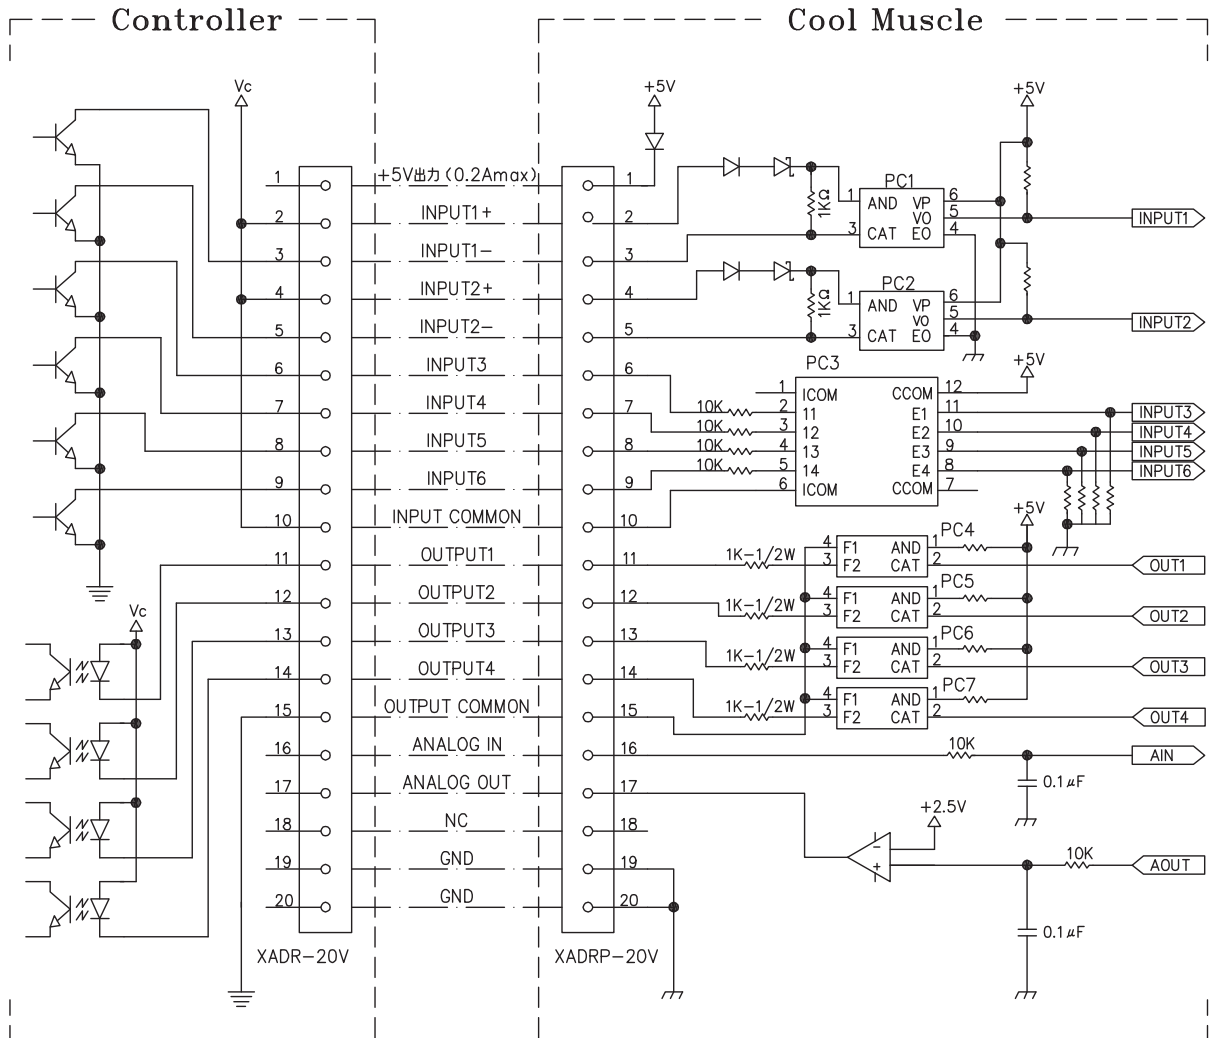 Controller
Cool Muscle
Vc
+5V
+5V
1 +5V出力(0.2Amax) 1
2 INPUT1+ 2
3 INPUT1- 3
4 INPUT2+ 4
5 INPUT2- 5
6 INPUT3 6
7 INPUT4 7
8 INPUT5 8
9 INPUT6 9
10 INPUT COMMON 10
11 OUTPUT1 11
12 OUTPUT2 12
13 OUTPUT3 13
14 OUTPUT4 14
15 OUTPUT COMMON 15
16 ANALOG IN 16
17 ANALOG OUT 17
18 NC 18
19 GND 19
20 GND 20
XADR-20V
XADRP-20V
Vc
1KΩ
PC1
1 AND VP 6
VO 5
3 CAT EO 4
INPUT1
1KΩ
PC2
1 AND VP 6
VO 5
3 CAT EO 4
INPUT2
PC3
+5V
1 ICOM CCOM 12
10K 2 11 E1 11 INPUT3
10K 3 12 E2 10 INPUT4
10K 4 13 E3 9 INPUT5
10K 5 14 E4 8 INPUT6
6 ICOM CCOM 7
+5V
PC4
4 F1 AND 1
1K-1/2W 3 F2 CAT 2 OUT1
PC5
4 F1 AND 1
1K-1/2W 3 F2 CAT 2 OUT2
PC6
4 F1 AND 1
1K-1/2W 3 F2 CAT 2 OUT3
PC7
4 F1 AND 1
1K-1/2W 3 F2 CAT 2 OUT4
10K AIN
0.1μF
+2.5V
-
+
10K AOUT
0.1μF